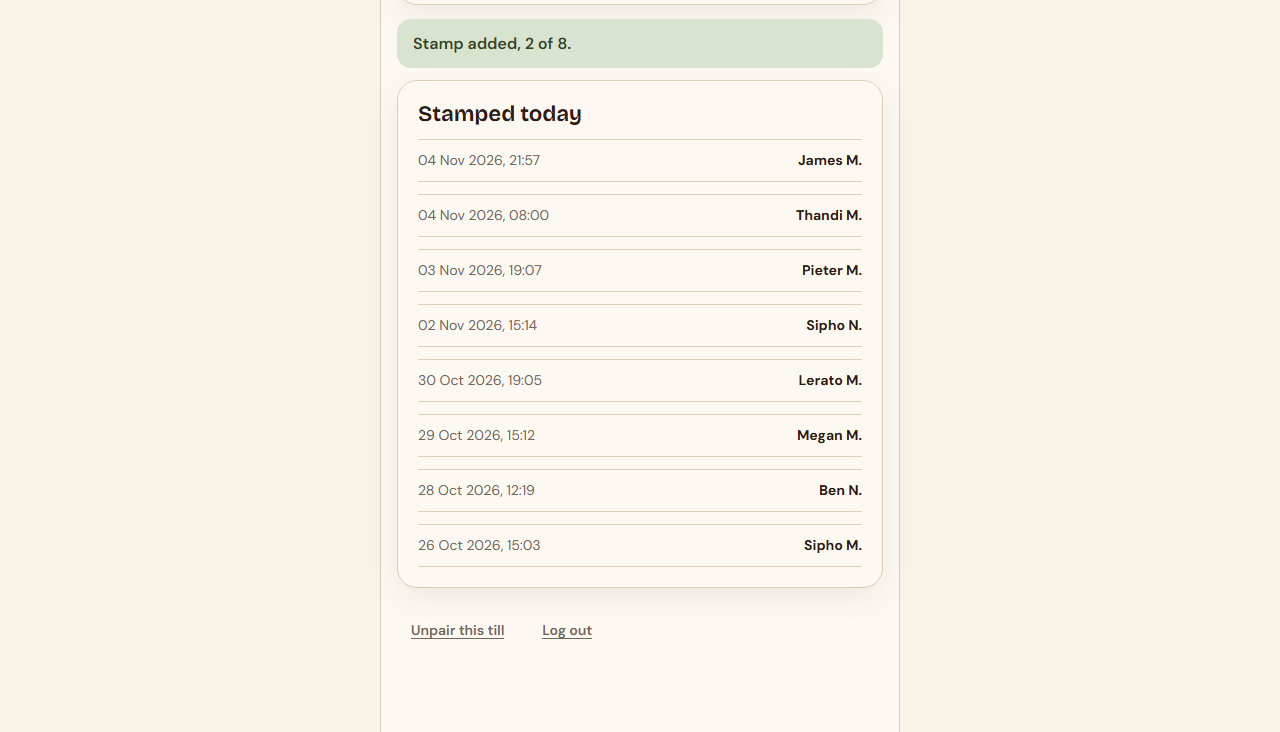 Stamp added, 2 of 8.
Stamped today
04 Nov 2026, 21:57 James M.
04 Nov 2026, 08:00 Thandi M.
03 Nov 2026, 19:07 Pieter M.
02 Nov 2026, 15:14 Sipho N.
30 Oct 2026, 19:05 Lerato M.
29 Oct 2026, 15:12 Megan M.
28 Oct 2026, 12:19 Ben N.
26 Oct 2026, 15:03 Sipho M.
Unpair this till Log out